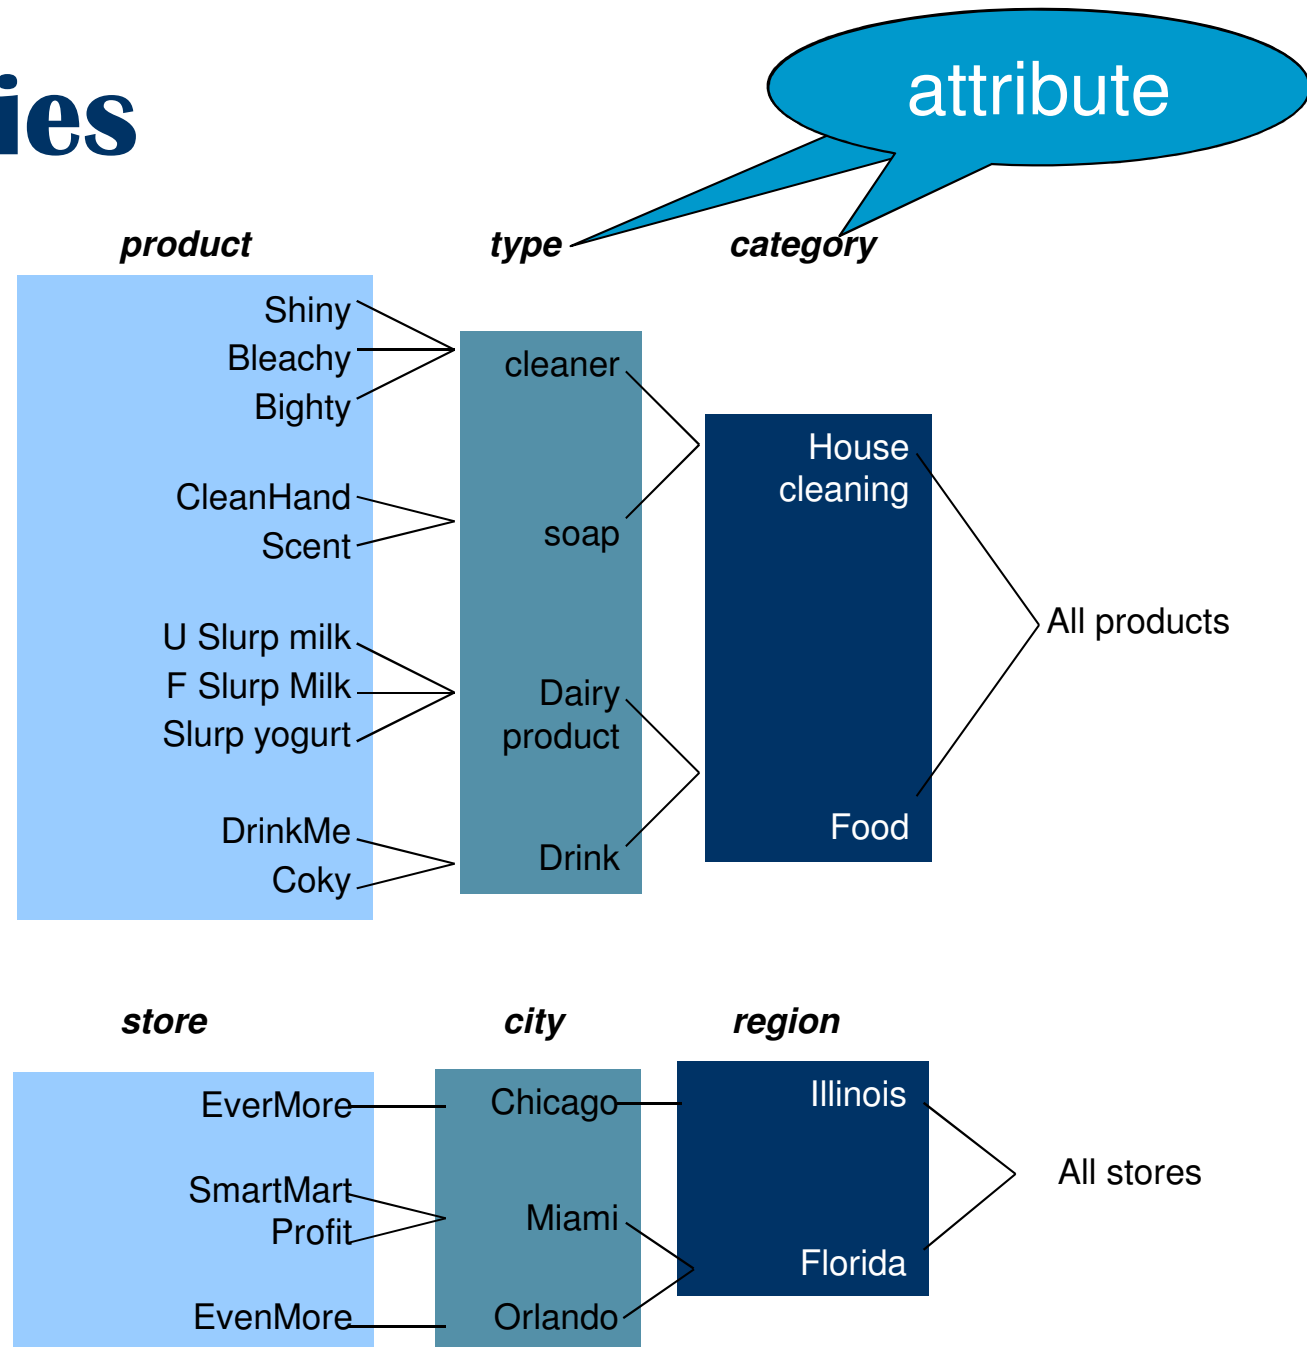 attribute
ies
product type category
Shiny
Bleachy
Bighty
cleaner
House
cleaning
CleanHand
Scent
soap
All products
U Slurp milk
F Slurp Milk
Slurp yogurt
Dairy
product
DrinkMe
Coky
Drink
Food
store city region
EverMore
Chicago
Illinois
SmartMart
Profit
Miami
All stores
Florida
EvenMore
Orlando